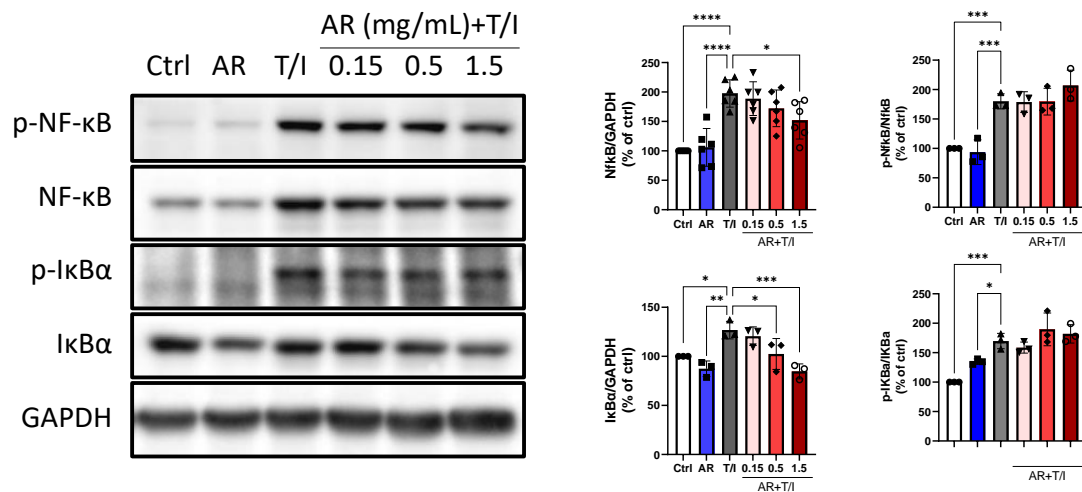 AR (mg/mL)+T/I
Ctrl AR T/I 0.15 0.5 1.5
p-NF-κB
NF-κB
p-IκBα
IκBα
GAPDH
NfkB/GAPDH
(% of ctrl)
250
200
150
100
50
0
**** **** *
Ctrl AR T/I 0.15 0.5 1.5
AR+T/I
p-NfkB/NfkB
(% of ctrl)
250
200
150
100
50
0
*** ***
Ctrl AR T/I 0.15 0.5 1.5
AR+T/I
IκBα/GAPDH
(% of ctrl)
150
100
50
0
* *** ** *
Ctrl AR T/I 0.15 0.5 1.5
AR+T/I
p-IKBa/IKBa
(% of ctrl)
250
200
150
100
50
0
*** *
AR+T/I